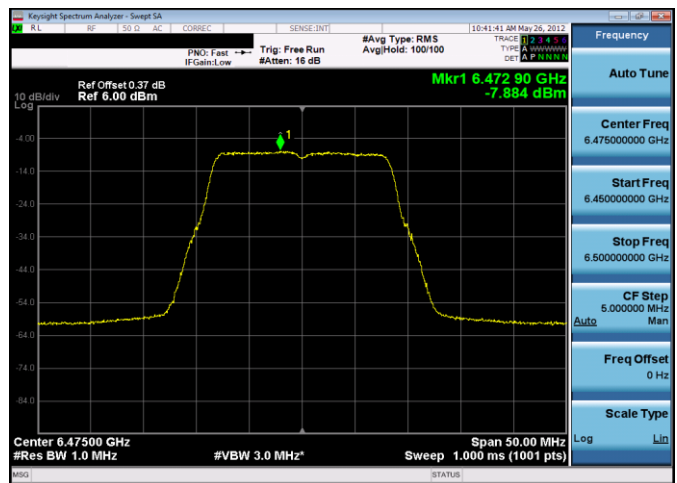 Keysight Spectrum Analyzer - Swept SA
RL RF 50 Ω AC CORREC SENSE:INT 10:41:41 AM May 26, 2012
#Avg Type: RMS TRACE 1 2 3 4 5 6
PNO: Fast Trig: Free Run Avg|Hold: 100/100 TYPE A WWWWW
IFGain:Low #Atten: 16 dB DET A P N N N N
Mkr1 6.472 90 GHz
-7.884 dBm
Ref Offset 0.37 dB
10 dB/div Ref 6.00 dBm
Log
1
-4.00
-14.0
-24.0
-34.0
-44.0
-54.0
-64.0
-74.0
-84.0
Center 6.47500 GHz Span 50.00 MHz
#Res BW 1.0 MHz #VBW 3.0 MHz* Sweep 1.000 ms (1001 pts)
MSG STATUS
Frequency
Auto Tune
Center Freq
6.475000000 GHz
Start Freq
6.450000000 GHz
Stop Freq
6.500000000 GHz
CF Step
5.000000 MHz
Auto Man
Freq Offset
0 Hz
Scale Type
Log Lin